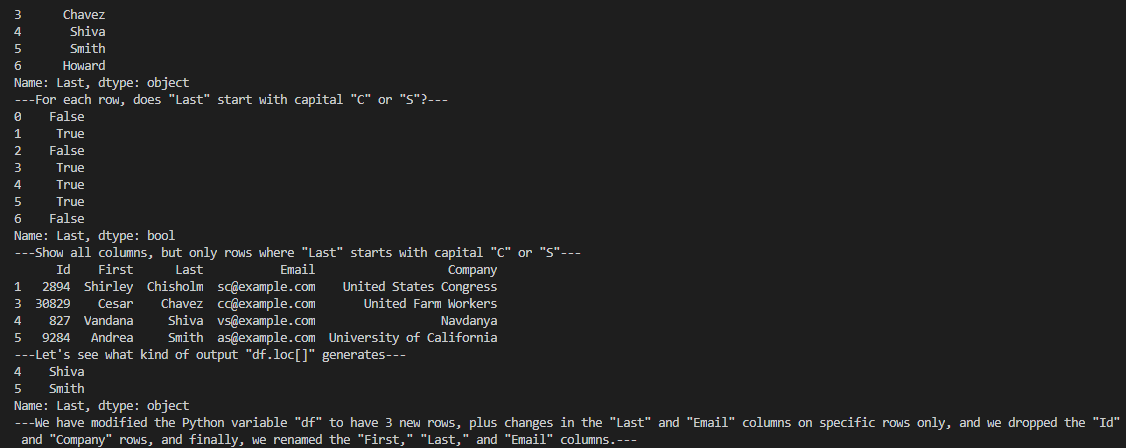 3      Chavez
4       Shiva
5       Smith
6      Howard
Name: Last, dtype: object
---For each row, does "Last" start with capital "C" or "S"?---
0    False
1     True
2    False
3     True
4     True
5     True
6    False
Name: Last, dtype: bool
---Show all columns, but only rows where "Last" starts with capital "C" or "S"---
      Id    First      Last           Email                   Company
1   2894  Shirley  Chisholm  sc@example.com    United States Congress
3  30829    Cesar    Chavez  cc@example.com       United Farm Workers
4    827  Vandana     Shiva  vs@example.com                  Navdanya
5   9284   Andrea     Smith  as@example.com  University of California
---Let's see what kind of output "df.loc[]" generates---
4    Shiva
5    Smith
Name: Last, dtype: object
---We have modified the Python variable "df" to have 3 new rows, plus changes in the "Last" and "Email" columns on specific rows only, and we dropped the "Id"
 and "Company" rows, and finally, we renamed the "First," "Last," and "Email" columns.---